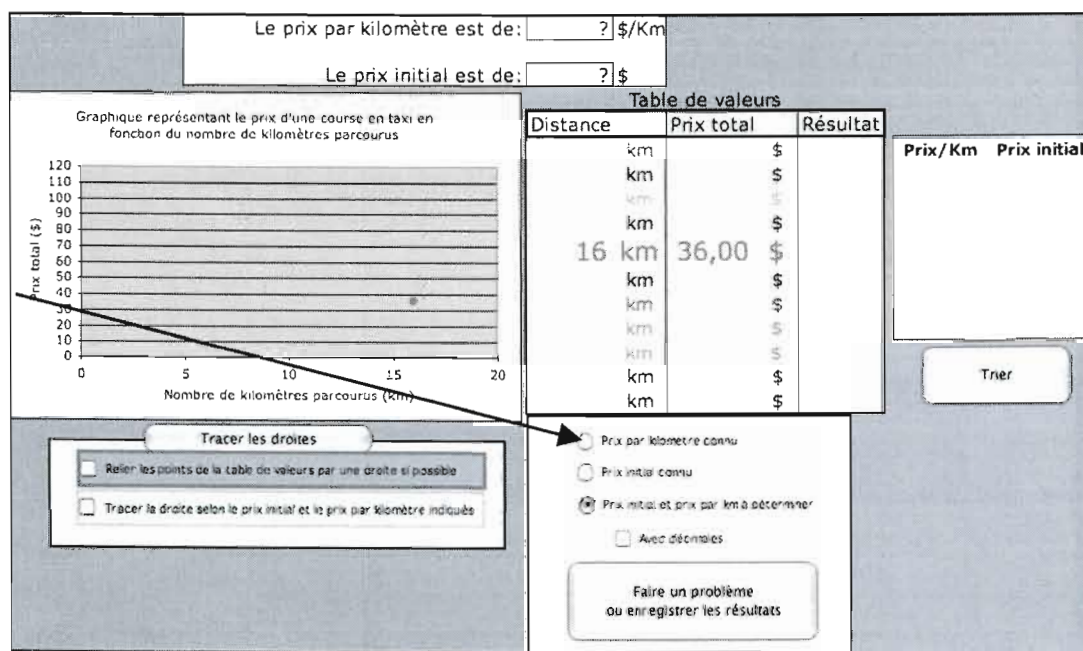 Le prix par kilomètre est de: ? $/Km
Le prix initial est de: ? $
Graphique représentant le prix d'une course en taxi en
fonction du nombre de kilomètres parcourus
Prix total ($)
120
110
100
90
80
70
60
50
40
30
20
10
0
0 5 10 15 20
Nombre de kilomètres parcourus (km)
Table de valeurs
Distance Prix total Résultat
km $
km $
km $
km $
16 km 36,00 $
km $
km $
km $
km $
km $
km $
Prix/Km Prix initial
Trier
Tracer les droites
Relier les points de la table de valeurs par une droite si possible
Tracer la droite selon le prix initial et le prix par kilomètre indiqués
Prix par kilomètre connu
Prix initial connu
Prix initial et prix par km à déterminer
Avec décimales
Faire un problème
ou enregistrer les résultats